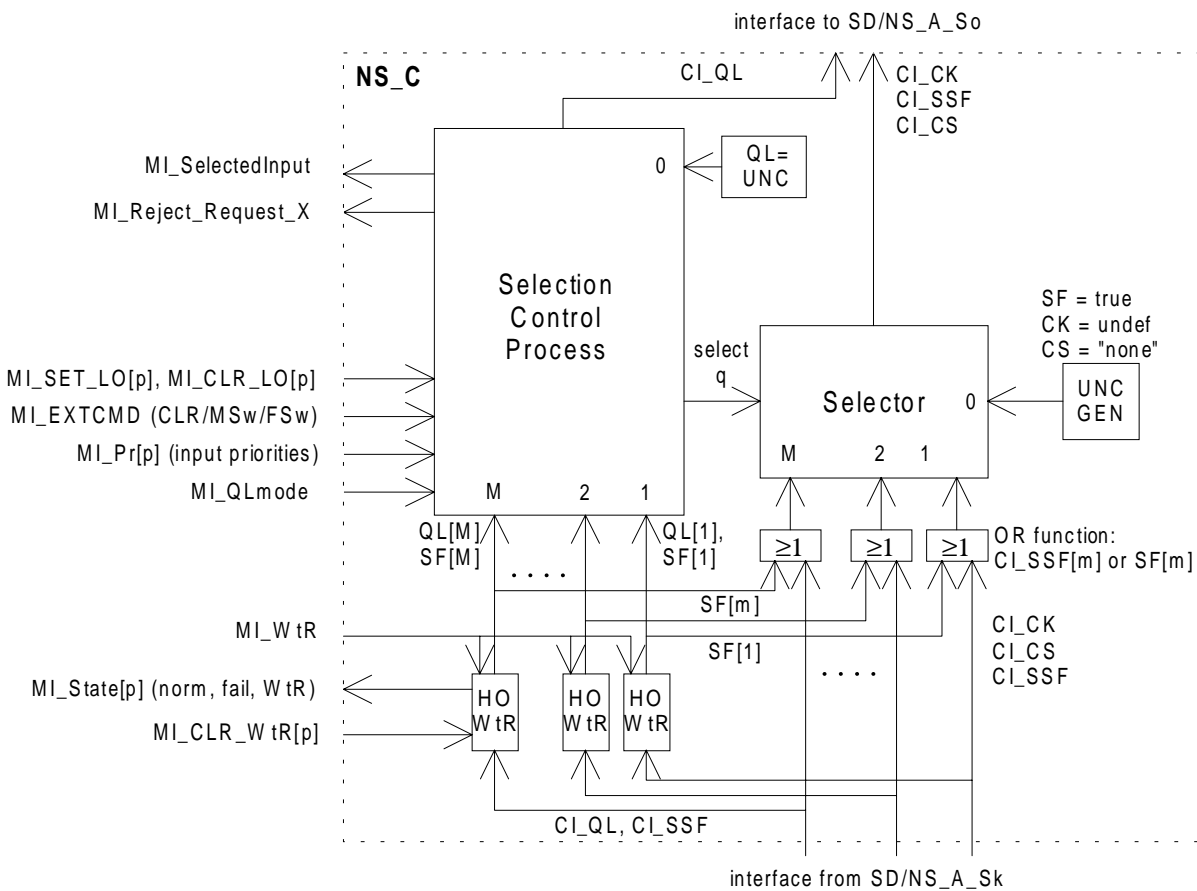 interface to SD/NS_A_So
NS_C
CI_QL
CI_CK
CI_SSF
CI_CS
MI_SelectedInput
MI_Reject_Request_X
0
QL=
UNC
Selection
Control
Process
SF = true
CK = undef
CS = "none"
select
q
MI_SET_LO[p], MI_CLR_LO[p]
MI_EXTCMD (CLR/MSw/FSw)
MI_Pr[p] (input priorities)
MI_QLmode
Selector
0
UNC
GEN
M 2 1
M 2 1
QL[M]
SF[M]
QL[1],
SF[1]
. . . .
≥1 ≥1 ≥1
OR function:
CI_SSF[m] or SF[m]
SF[m]
MI_WtR
SF[1]
CI_CK
CI_CS
CI_SSF
. . . .
MI_State[p] (norm, fail, WtR)
MI_CLR_WtR[p]
HO HO HO
WtR WtR WtR
CI_QL, CI_SSF
interface from SD/NS_A_Sk